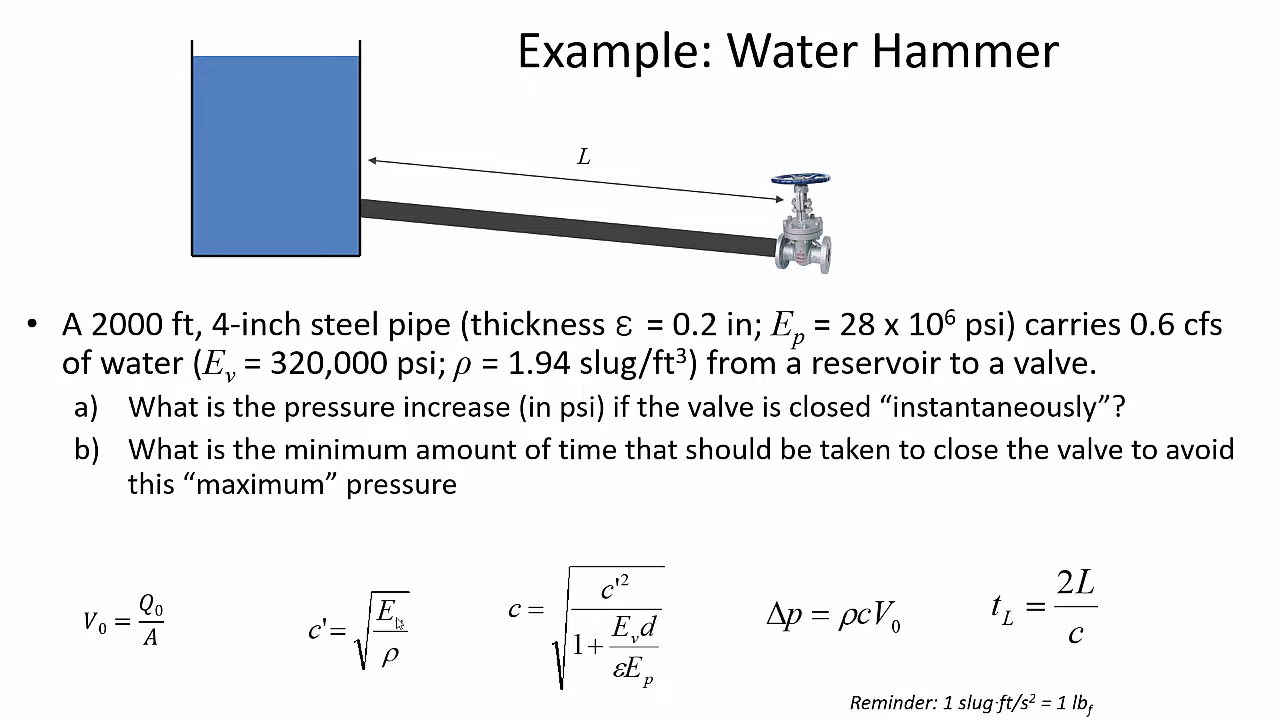 Example: Water Hammer
L
• A 2000 ft, 4-inch steel pipe (thickness ε = 0.2 in; Eₚ = 28 x 10⁶ psi) carries 0.6 cfs
of water (Eᵥ = 320,000 psi; ρ = 1.94 slug/ft³) from a reservoir to a valve.
a) What is the pressure increase (in psi) if the valve is closed “instantaneously”?
b) What is the minimum amount of time that should be taken to close the valve to avoid
this “maximum” pressure
V₀ = Q₀/A
c' = √(E/ρ)
c = √(c'²/(1 + Eᵥd/εEₚ))
Δp = ρcV₀
t_L = 2L/c
Reminder: 1 slug·ft/s² = 1 lb_f